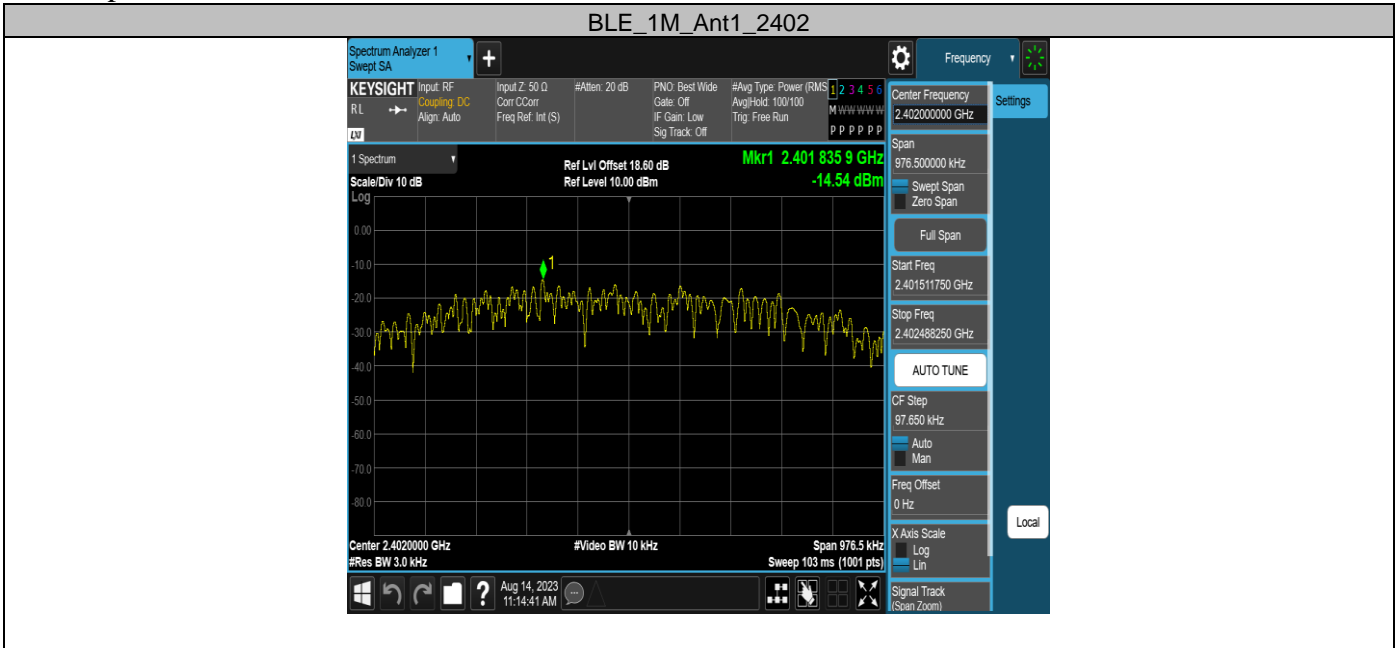 BLE_1M_Ant1_2402
Spectrum Analyzer 1
Swept SA
+
Frequency
KEYSIGHT
RL
LXI
Input: RF
Coupling: DC
Align: Auto
Input Z: 50 Ω
Corr CCorr
Freq Ref: Int (S)
#Atten: 20 dB
PNO: Best Wide
Gate: Off
IF Gain: Low
Sig Track: Off
#Avg Type: Power (RMS
Avg|Hold: 100/100
Trig: Free Run
1 2 3 4 5 6
M W W W W W
P P P P P P
1 Spectrum
Scale/Div 10 dB
Ref Lvl Offset 18.60 dB
Ref Level 10.00 dBm
Mkr1 2.401 835 9 GHz
-14.54 dBm
Log
0.00
-10.0
-20.0
-30.0
-40.0
-50.0
-60.0
-70.0
-80.0
1
Center 2.4020000 GHz
#Res BW 3.0 kHz
#Video BW 10 kHz
Span 976.5 kHz
Sweep 103 ms (1001 pts)
Center Frequency
2.402000000 GHz
Settings
Span
976.500000 kHz
Swept Span
Zero Span
Full Span
Start Freq
2.401511750 GHz
Stop Freq
2.402488250 GHz
AUTO TUNE
CF Step
97.650 kHz
Auto
Man
Freq Offset
0 Hz
X Axis Scale
Log
Lin
Local
Signal Track
(Span Zoom)
?
Aug 14, 2023
11:14:41 AM